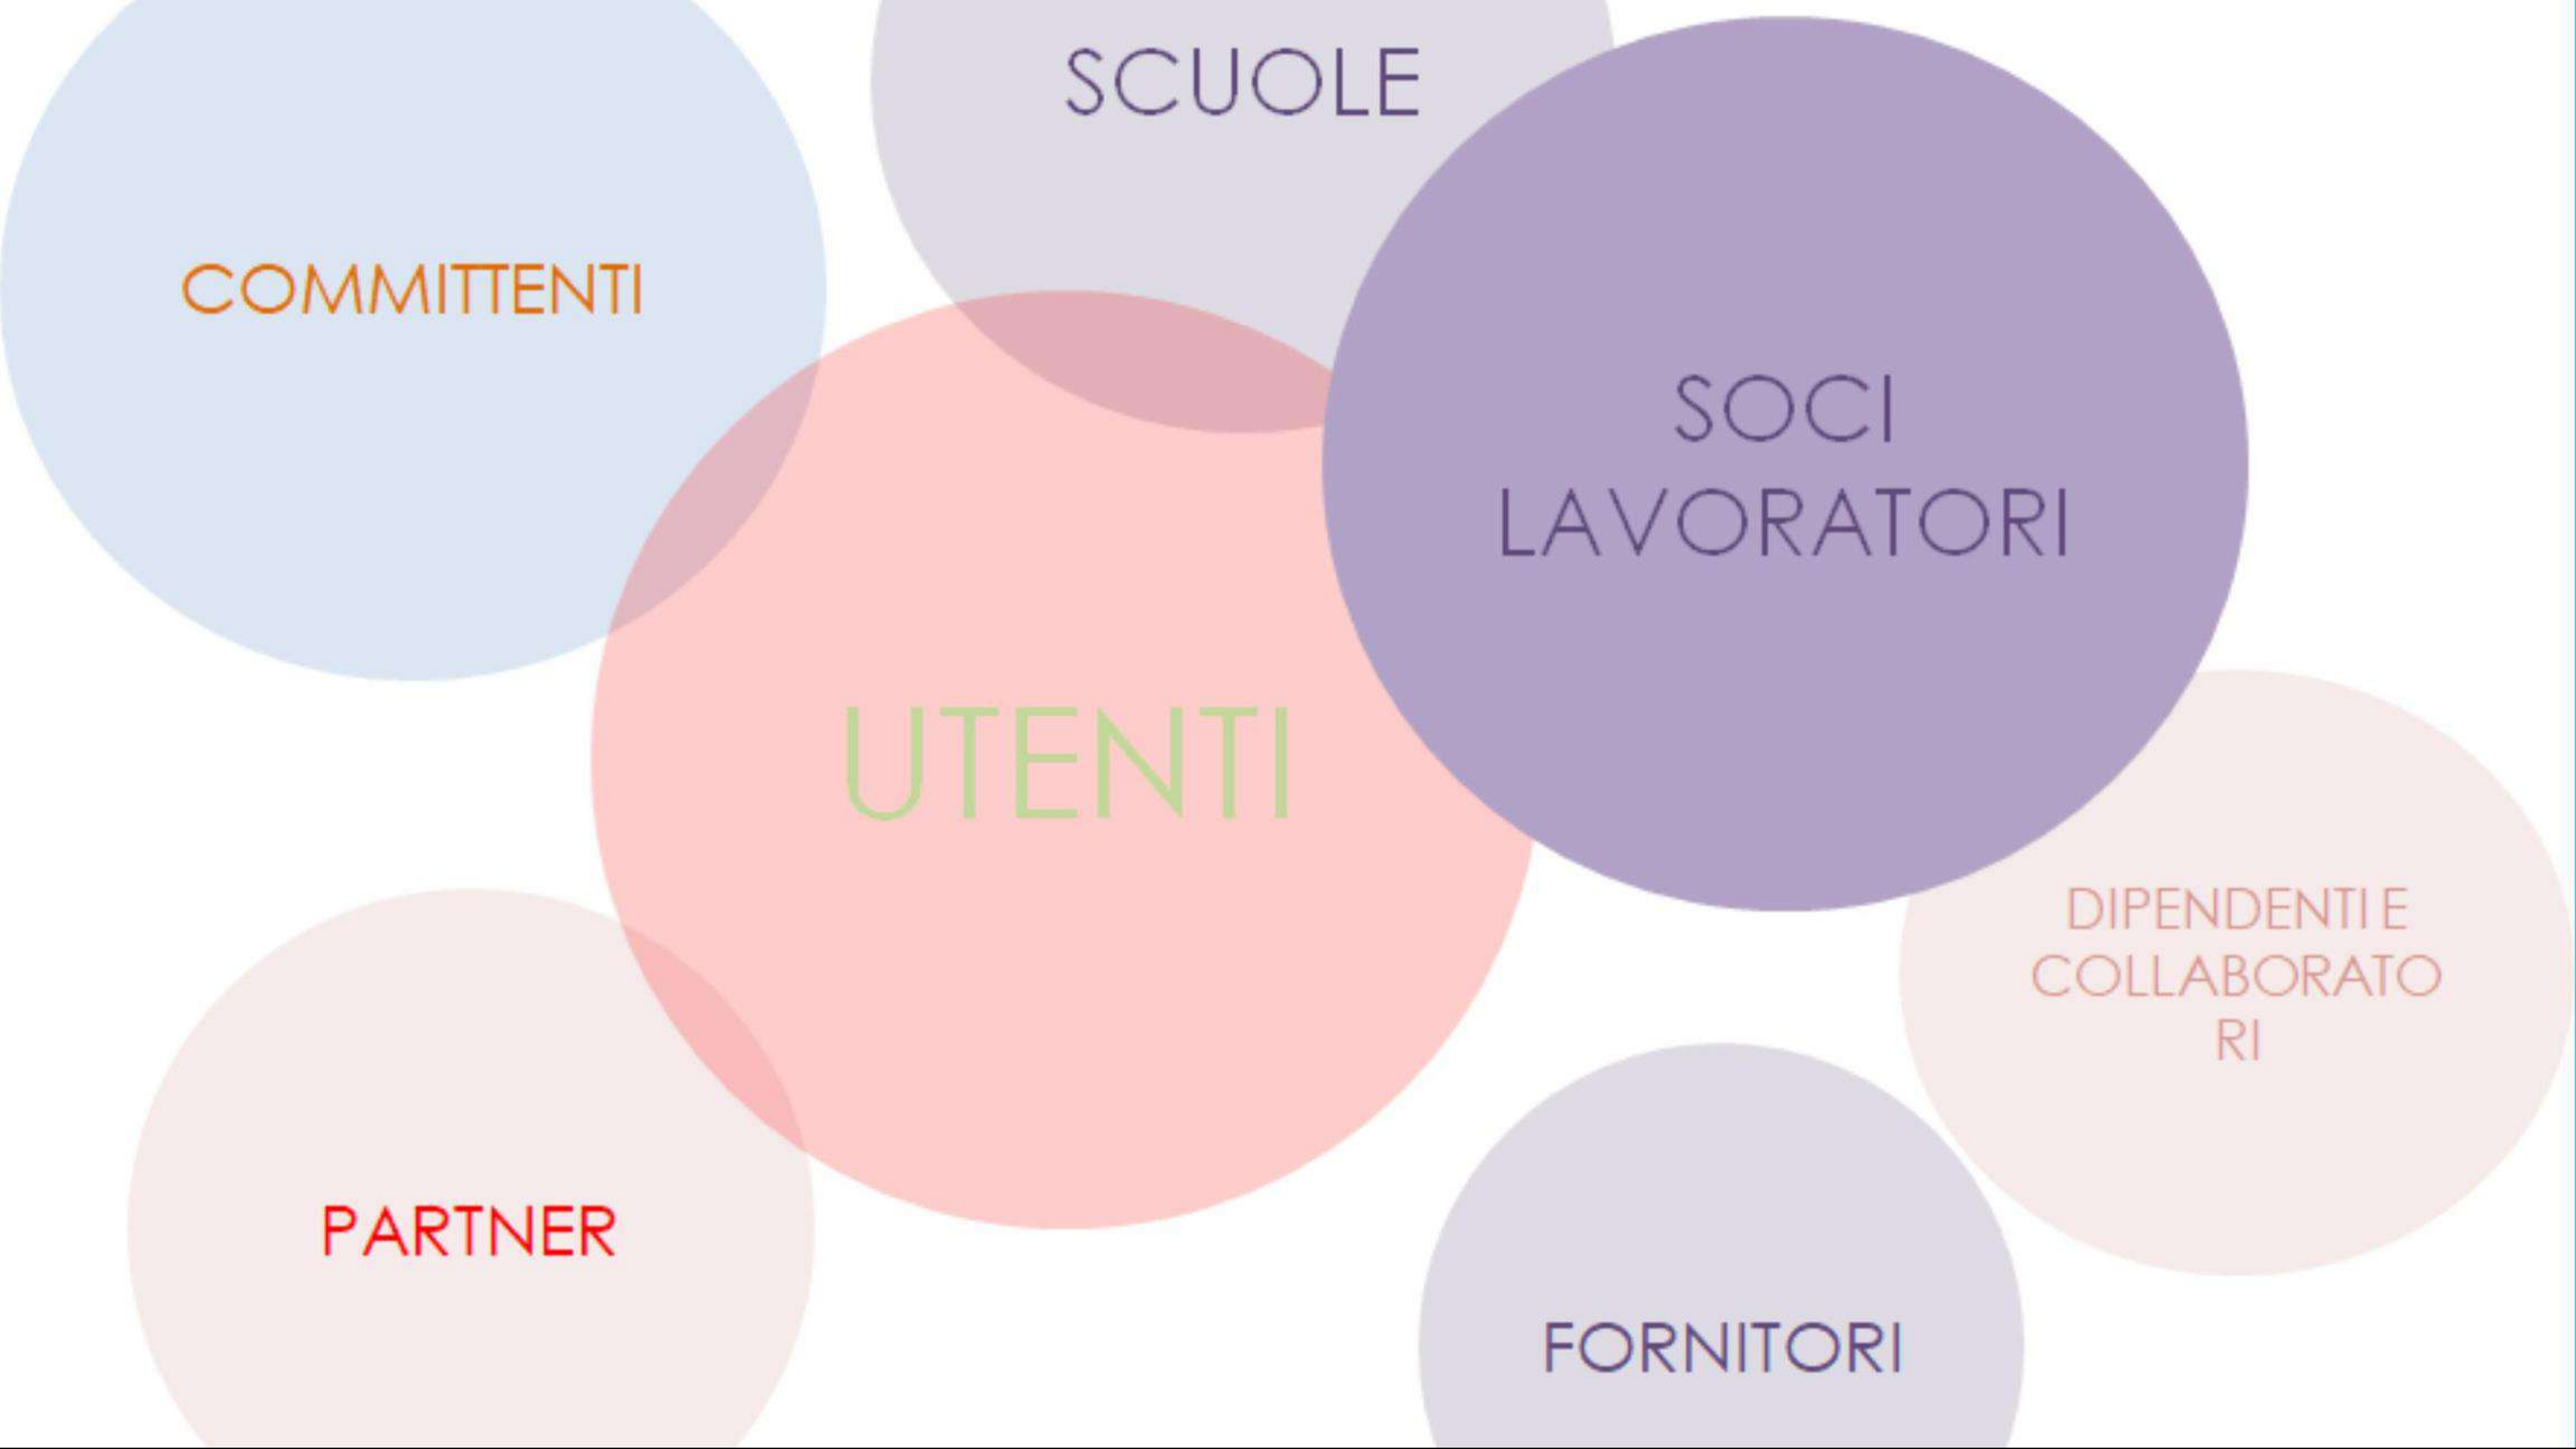 SCUOLE
COMMITTENTI
SOCI
LAVORATORI
UTENTI
DIPENDENTI E
COLLABORATO
RI
PARTNER
FORNITORI